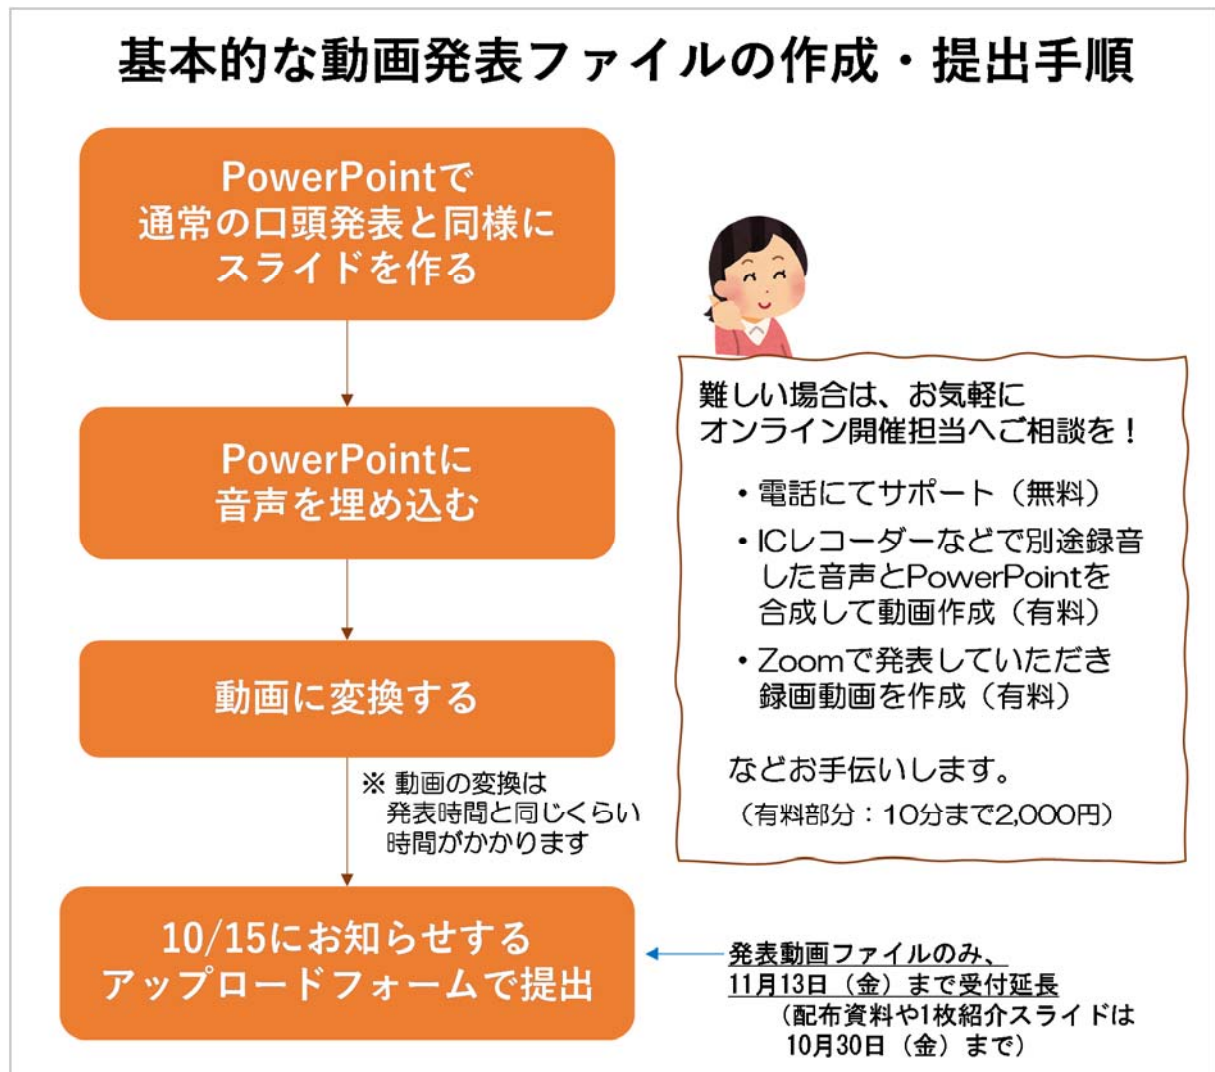 基本的な動画発表ファイルの作成・提出手順
PowerPointで
通常の口頭発表と同様に
スライドを作る
PowerPointに
音声を埋め込む
動画に変換する
※ 動画の変換は
発表時間と同じくらい
時間がかかります
10/15にお知らせする
アップロードフォームで提出
難しい場合は、お気軽に
オンライン開催担当へご相談を！
・電話にてサポート（無料）
・ICレコーダーなどで別途録音
した音声とPowerPointを
合成して動画作成（有料）
・Zoomで発表していただき
録画動画を作成（有料）
などお手伝いします。
（有料部分：10分まで2,000円）
発表動画ファイルのみ、
11月13日（金）まで受付延長
（配布資料や1枚紹介スライドは
10月30日（金）まで）